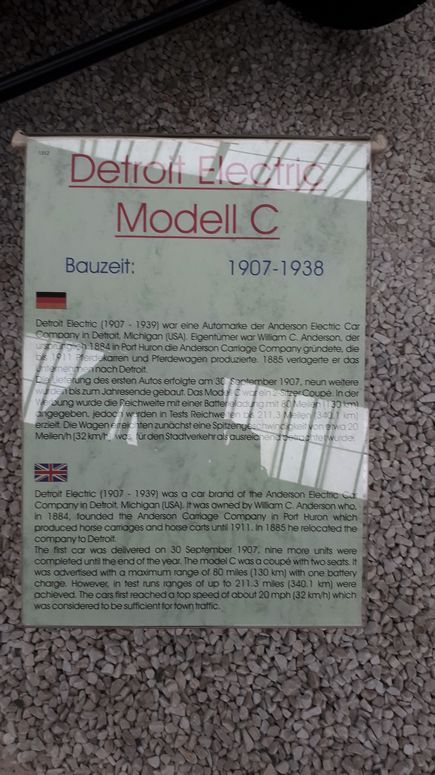 1332
Detroit Electric
Modell C
Bauzeit: 1907-1938
Detroit Electric (1907 - 1939) war eine Automarke der Anderson Electric Car
Company in Detroit, Michigan (USA). Eigentümer war William C. Anderson, der
1884 in Port Huron die Anderson Carriage Company gründete, die
bis 1911 Pferdekarren und Pferdewagen produzierte. 1885 verlagerte er das
Unternehmen nach Detroit.
Die Lieferung des ersten Autos erfolgte am 30. September 1907, neun weitere
wurden bis zum Jahresende gebaut. Das Modell C war ein 2-Sitzer Coupé. In der
Werbung wurde die Reichweite mit einer Batterieladung mit 80 Meilen (130 km)
angegeben, jedoch wurden in Tests Reichweiten bis 211,3 Meilen (340,1 km)
erzielt. Die Wagen erreichten zunächst eine Spitzengeschwindigkeit von etwa 20
Meilen/h (32 km/h), was für den Stadtverkehr als ausreichend betrachtet wurde.
Detroit Electric (1907 - 1939) was a car brand of the Anderson Electric Car
Company in Detroit, Michigan (USA). It was owned by William C. Anderson who,
in 1884, founded the Anderson Carriage Company in Port Huron which
produced horse carriages and horse carts until 1911. In 1885 he relocated the
company to Detroit.
The first car was delivered on 30 September 1907, nine more units were
completed until the end of the year. The model C was a coupé with two seats. It
was advertised with a maximum range of 80 miles (130 km) with one battery
charge. However, in test runs ranges of up to 211.3 miles (340.1 km) were
achieved. The cars first reached a top speed of about 20 mph (32 km/h) which
was considered to be sufficient for town traffic.